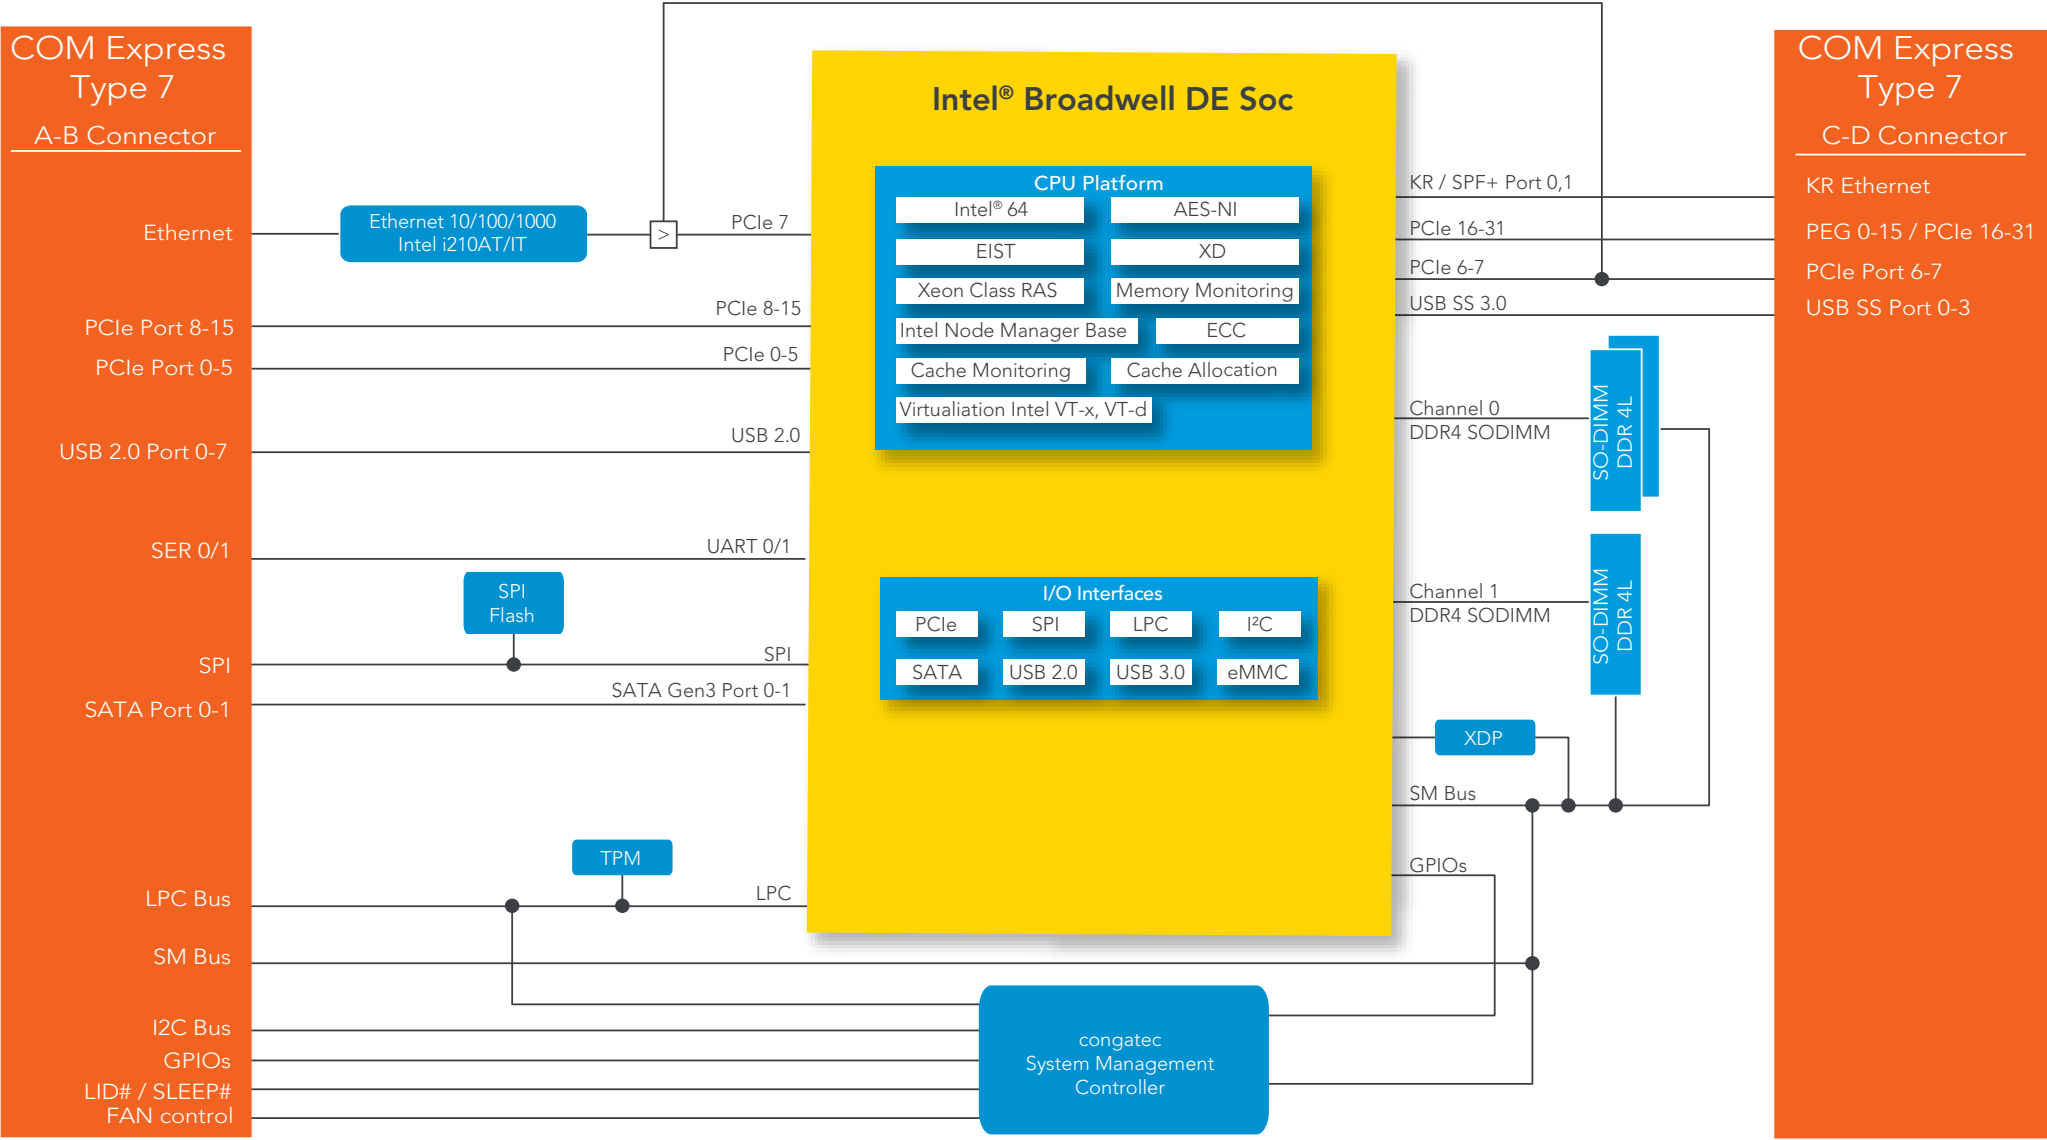 COM Express
Type 7
A-B Connector
Ethernet
PCIe Port 8-15
PCIe Port 0-5
USB 2.0 Port 0-7
SER 0/1
SPI
SATA Port 0-1
LPC Bus
SM Bus
I2C Bus
GPIOs
LID# / SLEEP#
FAN control
Ethernet 10/100/1000
Intel i210AT/IT
>
PCIe 7
PCIe 8-15
PCIe 0-5
USB 2.0
UART 0/1
SPI
Flash
SPI
SATA Gen3 Port 0-1
TPM
LPC
Intel® Broadwell DE Soc
CPU Platform
Intel® 64
AES-NI
EIST
XD
Xeon Class RAS
Memory Monitoring
Intel Node Manager Base
ECC
Cache Monitoring
Cache Allocation
Virtualiation Intel VT-x, VT-d
I/O Interfaces
PCIe
SPI
LPC
I²C
SATA
USB 2.0
USB 3.0
eMMC
congatec
System Management
Controller
KR / SPF+ Port 0,1
PCIe 16-31
PCIe 6-7
USB SS 3.0
Channel 0
DDR4 SODIMM
SO-DIMM
DDR 4L
Channel 1
DDR4 SODIMM
SO-DIMM
DDR 4L
XDP
SM Bus
GPIOs
COM Express
Type 7
C-D Connector
KR Ethernet
PEG 0-15 / PCIe 16-31
PCIe Port 6-7
USB SS Port 0-3